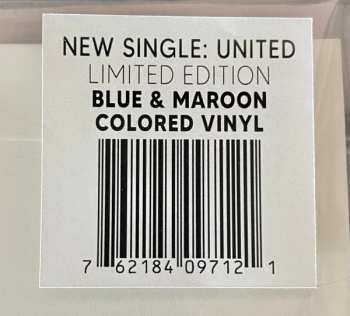 NEW SINGLE: UNITED
LIMITED EDITION
BLUE & MAROON
COLORED VINYL
7 62184 09712 1